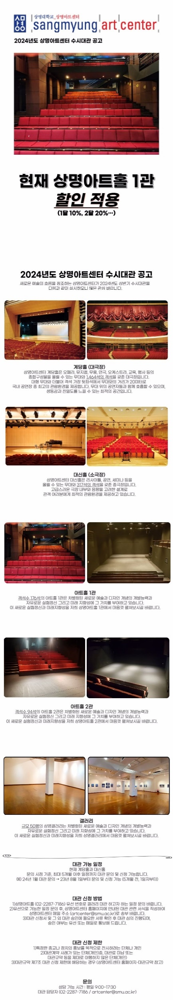 상명대학교_상명아트센터
상명
sangmyung art center
2024년도 상명아트센터 수시대관 공고
현재 상명아트홀 1관
할인 적용
(1달 10%, 2달 20%…)
2024년도 상명아트센터 수시대관 공고
새로운 예술의 흐름을 창조하는 상명아트센터가 2024년도 상반기 수시대관을
다음과 같이 실시하오니 많은 관심 바랍니다.
계당홀 (대극장)
상명아트센터 계당홀은 오페라, 뮤지컬, 무용, 연극, 오케스트라, 교육, 행사 등의
종합구성물을 올릴 수 있는 무대와 1,464석의 객석을 갖춘 대극장입니다.
대형 무대와 더불어 객석 가장 뒷좌석에서 무대와의 거리가 20미터로
국내 공연장 중 최고의 관람환경을 제공합니다. 무대 위의 공연자들과 함께 호흡할 수 있으며,
생동감과 친밀도를 느낄 수 있는 최적의 공간입니다.
대신홀 (소극장)
상명아트센터 대신홀은 리사이틀, 공연, 세미나 등을
올릴 수 있는 무대와 317석의 객석을 갖춘 중극장입니다.
고급스러운 극장 내부와 음향을 고려한 설계로
관객 여러분에게 최적의 관람환경을 제공하고 있습니다.
아트홀 1관
객석수 176석의 아트홀 1관은 차별화된 새로운 예술과 디자인 개념의 개발능력과
자유로운 실험정신 그리고 미래 지향성에 그 가치를 부여하고 있습니다.
이 새로운 실험정신과 미래지향성을 저희 상명아트홀 1관에서 마음껏 펼쳐보시길 바랍니다.
아트홀 2관
객석수 94석의 아트홀 2관은 차별화된 새로운 예술과 디자인 개념의 개발능력과
자유로운 실험정신 그리고 미래 지향성에 그 가치를 부여하고 있습니다.
이 새로운 실험정신과 미래지향성을 저희 상명아트홀 2관에서 마음껏 펼쳐보시길 바랍니다.
갤러리
규모 50평의 상명갤러리는 차별화된 새로운 예술과 디자인 개념의 개발능력과
자유로운 실험정신 그리고 미래 지향성에 그 가치를 부여하고 있습니다.
이 새로운 실험정신과 미래지향성을 저희 상명갤러리에서 마음껏 펼쳐보시길 바랍니다.
대관 가능 일정
현재 계당홀과 대신홀
문의 시점 기준, 최대 5개월 이후 일정까지 대관 문의 및 신청 가능합니다.
예) 24년 1월 대관 문의 → 23년 8월 1일부터 문의 및 신청 가능 (5개월 전, 1일자부터)
대관 신청 방법
1)상명아트홀 (02-2287-7186) 유선 번호로 갤러리 대관 하고자 하는 일정 문의 바랍니다.
2)유선으로 가능한 일정 문의 후, 상명아트센터 홈페이지에 안내된 대관 관련 서식을 작성하여
상명아트센터 메일 주소 (artcenter@smu.ac.kr)로 송부 바랍니다.
3)대관 신청서 및 그 외 대관 승인에 필요한 서류 확인 후 대관 심의 진행되며,
승인 여부는 유선 또는 메일로 통보해 드립니다.
대관 신청 제한
1)특정한 종교나 정치의 홍보를 목적으로 전시하려는 단체나 개인
2)대관계약 사례가 있는 단체(개인)중, 대관료 미납 또는
대관규약 등을 제대로 이행하지 않은 단체(개인)
3)대관규약 제7조 대관 신청 제한에 해당하는 경우 (상명아트센터 홈페이지-대관규약 참고)
문의
상담 가능 시간 : 평일 9:00~17:30
대관 담당자 (02-2287-7186 / artcenter@smu.ac.kr)